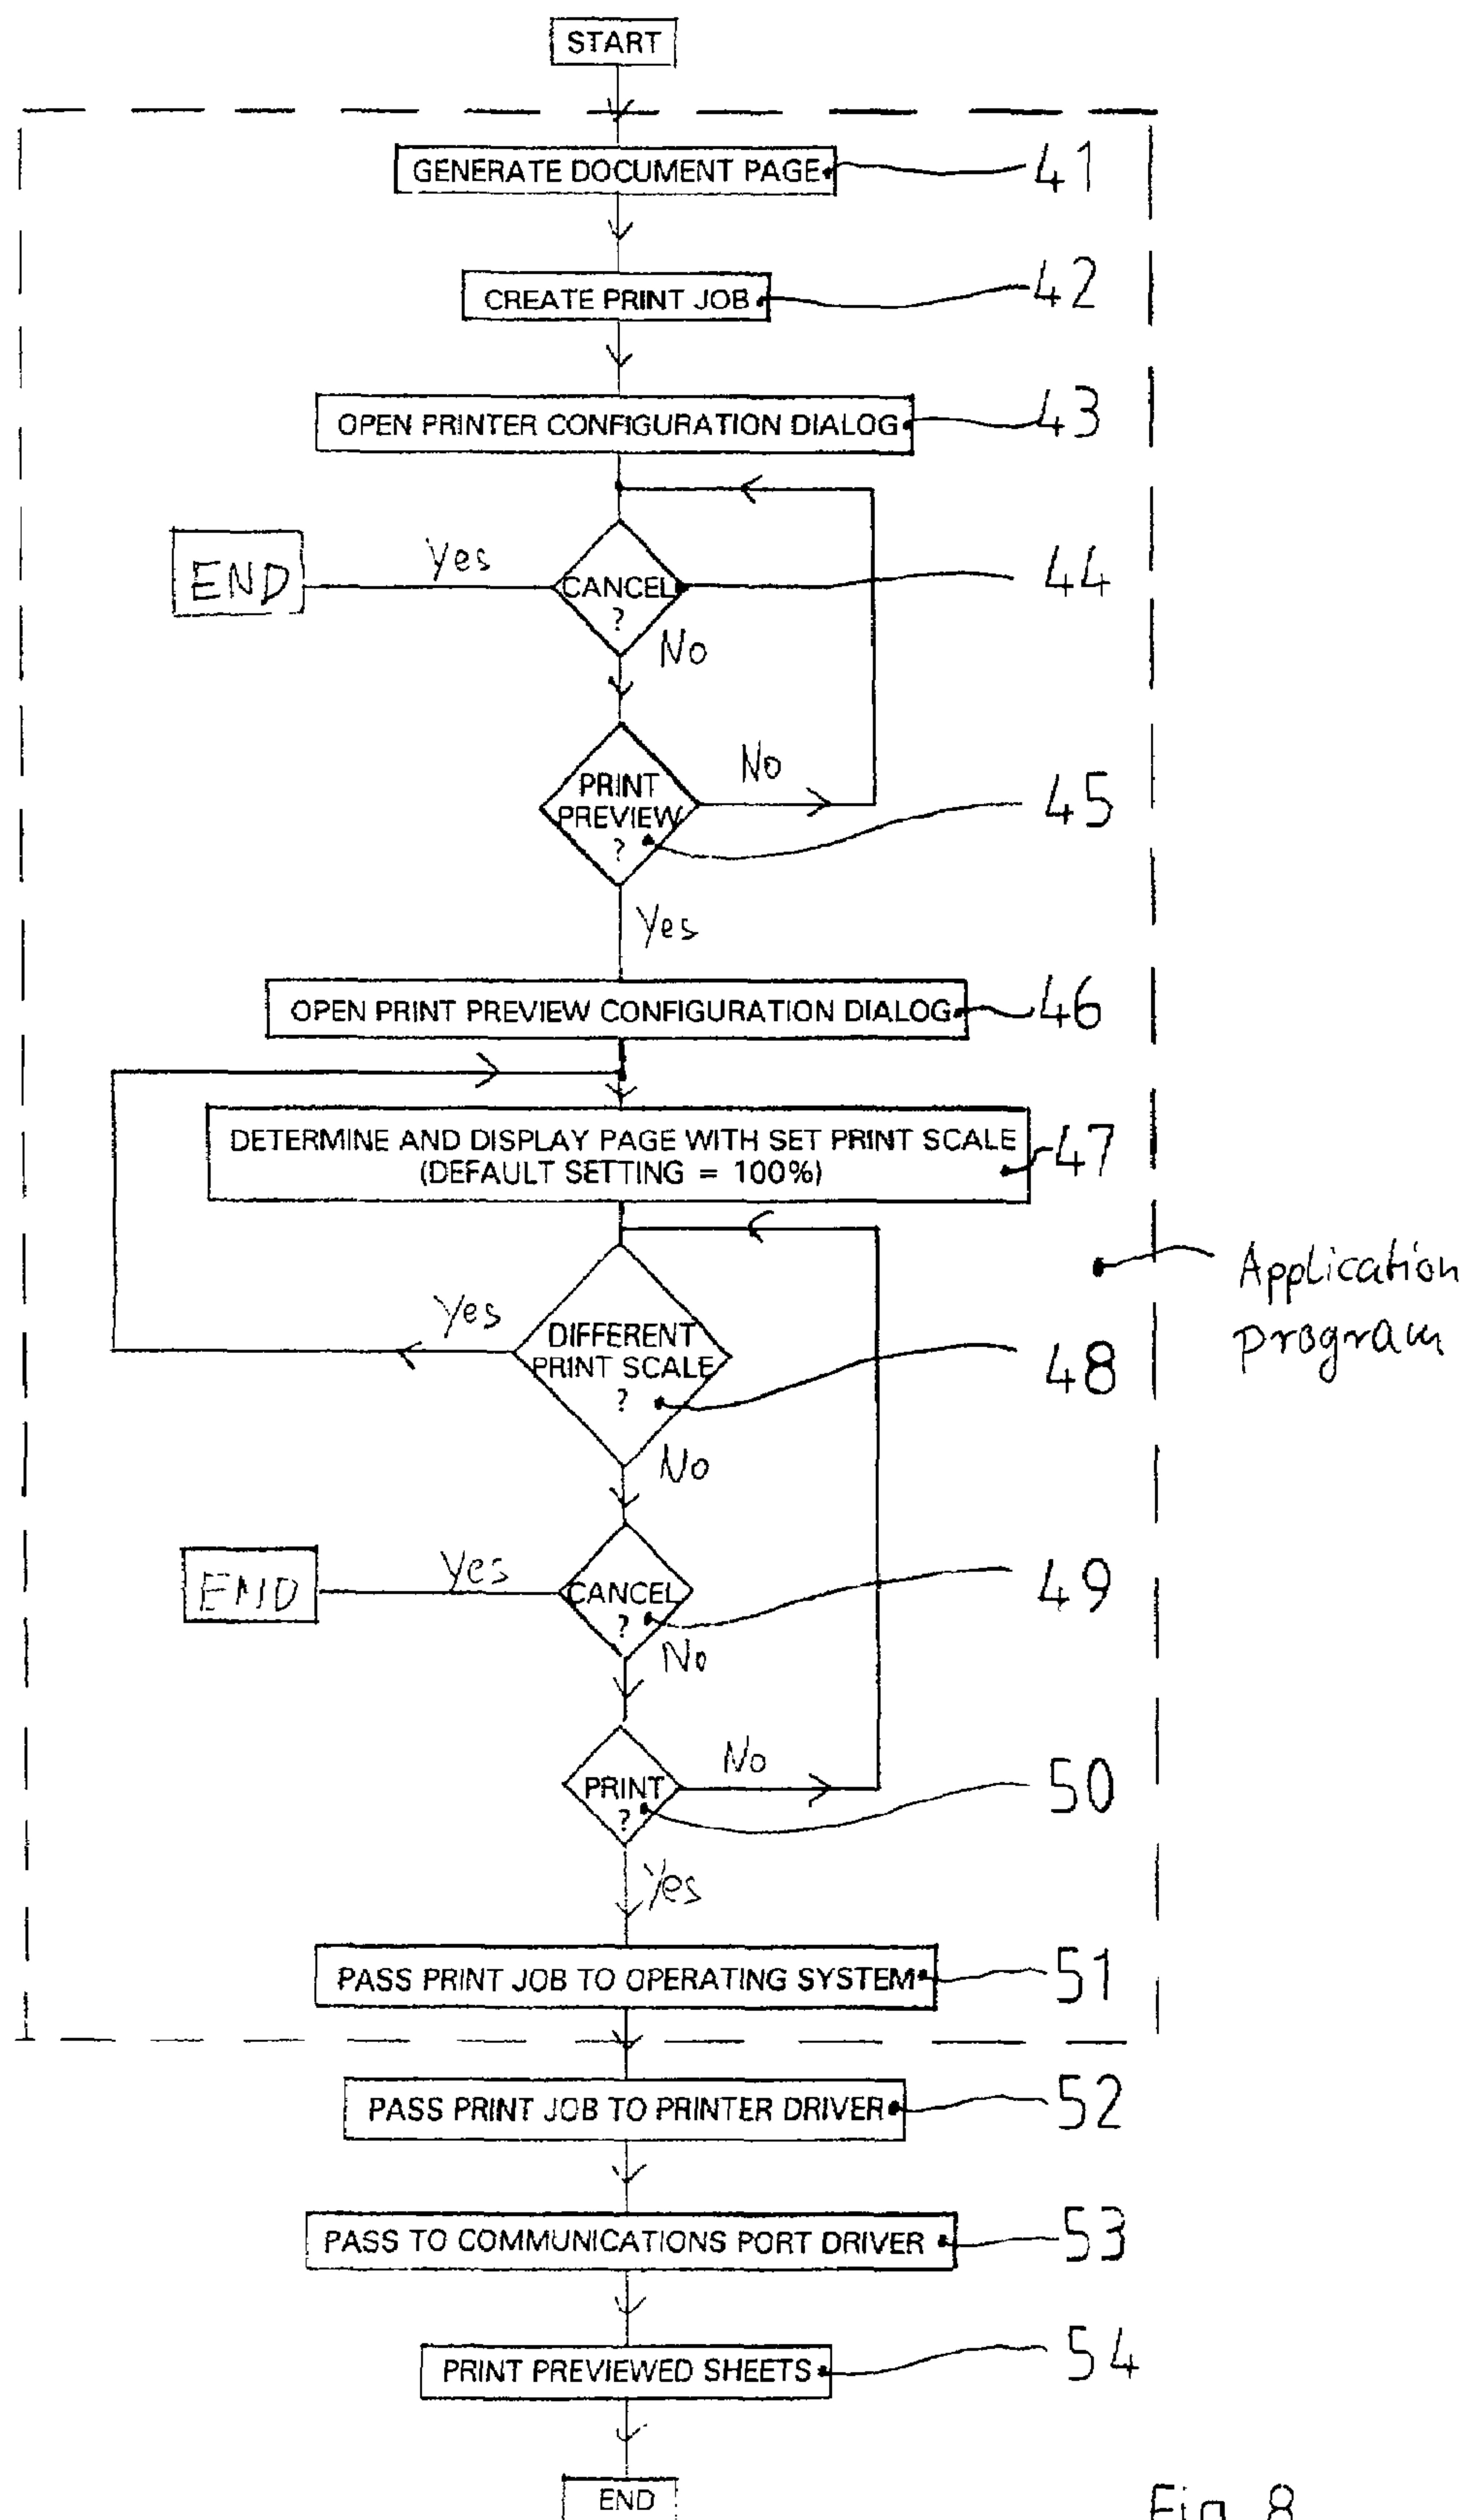 START
GENERATE DOCUMENT PAGE
41
CREATE PRINT JOB
42
OPEN PRINTER CONFIGURATION DIALOG
43
END
Yes
CANCEL
?
44
No
PRINT
PREVIEW
?
No
45
Yes
OPEN PRINT PREVIEW CONFIGURATION DIALOG
46
DETERMINE AND DISPLAY PAGE WITH SET PRINT SCALE
(DEFAULT SETTING = 100%)
47
Application
program
Yes
DIFFERENT
PRINT SCALE
?
48
No
END
Yes
CANCEL
?
49
No
PRINT
?
No
50
Yes
PASS PRINT JOB TO OPERATING SYSTEM
51
PASS PRINT JOB TO PRINTER DRIVER
52
PASS TO COMMUNICATIONS PORT DRIVER
53
PRINT PREVIEWED SHEETS
54
END
Fig. 8